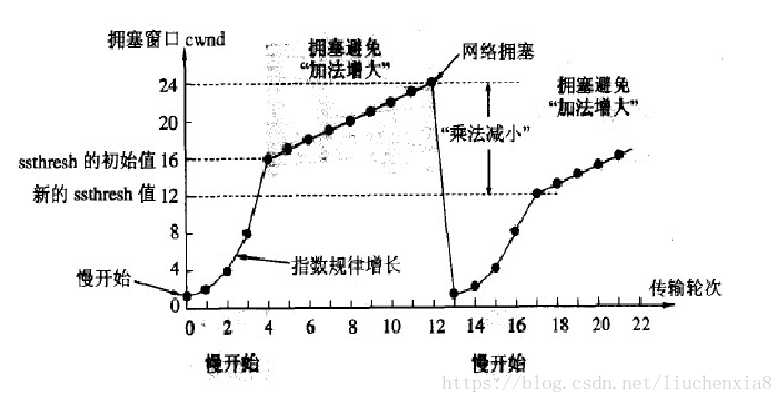 拥塞窗口 cwnd
拥塞避免
“加法增大”
网络拥塞
24
拥塞避免
“加法增大”
20
“乘法减小”
ssthresh 的初始值 16
新的 ssthresh 值 12
8
指数规律增长
4
慢开始
0
传输轮次
0 2 4 6 8 10 12 14 16 18 20 22
慢开始
慢开始
https://blog.csdn.net/liuchenxia8